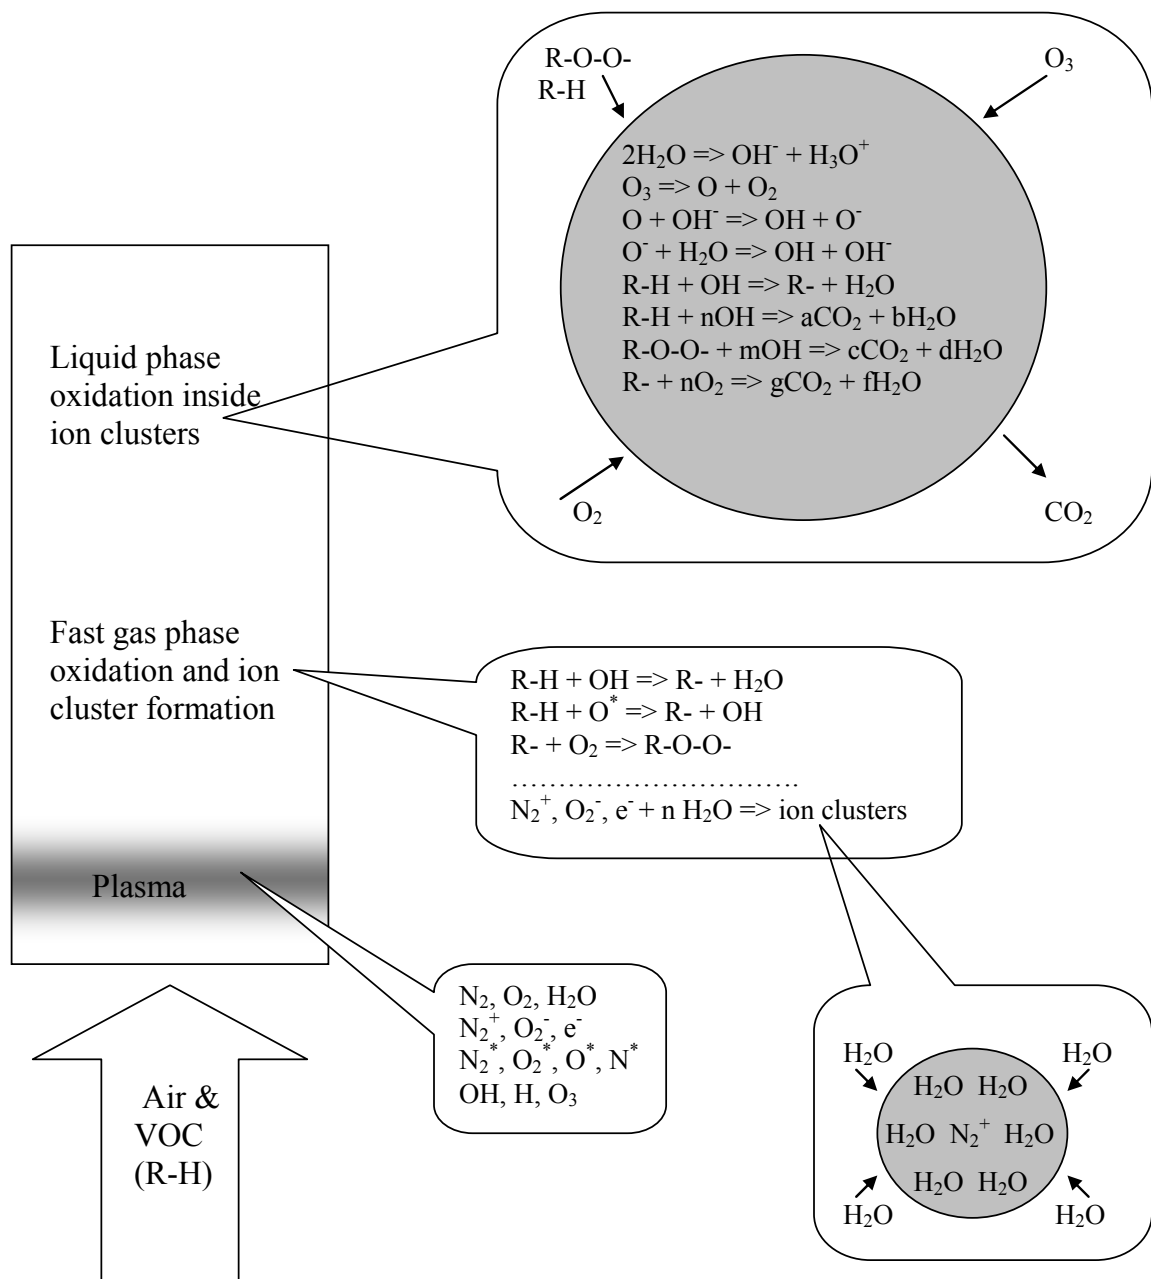 R-O-O-
R-H
O₃
2H₂O => OH⁻ + H₃O⁺
O₃ => O + O₂
O + OH⁻ => OH + O⁻
O⁻ + H₂O => OH + OH⁻
R-H + OH => R- + H₂O
R-H + nOH => aCO₂ + bH₂O
R-O-O- + mOH => cCO₂ + dH₂O
R- + nO₂ => gCO₂ + fH₂O
O₂
CO₂
Liquid phase
oxidation inside
ion clusters
Fast gas phase
oxidation and ion
cluster formation
R-H + OH => R- + H₂O
R-H + O* => R- + OH
R- + O₂ => R-O-O-
................................
N₂⁺, O₂⁻, e⁻ + n H₂O => ion clusters
Plasma
N₂, O₂, H₂O
N₂⁺, O₂⁻, e⁻
N₂*, O₂*, O*, N*
OH, H, O₃
Air &
VOC
(R-H)
H₂O H₂O
H₂O H₂O
H₂O N₂⁺ H₂O
H₂O H₂O
H₂O H₂O